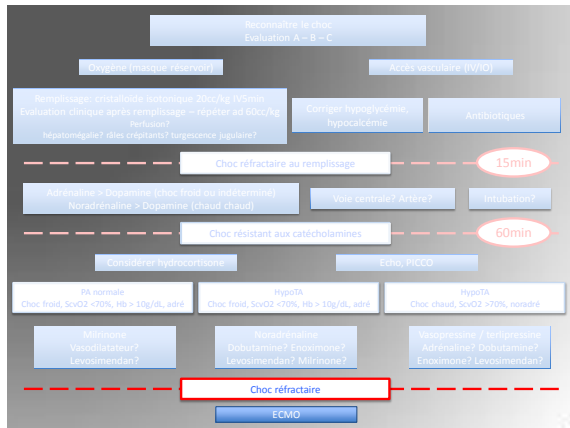 Reconnaître le choc:
Evaluation A – B – C
Oxygène (masque réservoir)
Accès vasculaire (IV/IO)
Remplissage: cristalloïde isotonique 20cc/kg IV5min
Evaluation clinique après remplissage – répéter ad 60cc/kg
Perfusion?
hépatomégalie? râles crépitants? turgescence jugulaire?
Corriger hypoglycémie,
hypocalcémie
Antibiotiques
Choc réfractaire au remplissage
15min
Adrénaline > Dopamine (choc froid ou indéterminé)
Noradrénaline > Dopamine (chaud chaud)
Voie centrale? Artère?
Intubation?
Choc résistant aux catécholamines
60min
Considérer hydrocortisone
Echo, PICCO
PA normale
Choc froid, ScvO2 <70%, Hb > 10g/dL, adré
HypoTA
Choc froid, ScvO2 <70%, Hb > 10g/dL, adré
HypoTA
Choc chaud, ScvO2 >70%, noradré
Milrinone
Vasodilatateur?
Levosimendan?
Noradrénaline
Dobutamine? Enoximone?
Levosimendan? Milrinone?
Vasopressine / terlipressine
Adrénaline? Dobutamine?
Enoximone? Levosimendan?
Choc réfractaire
ECMO